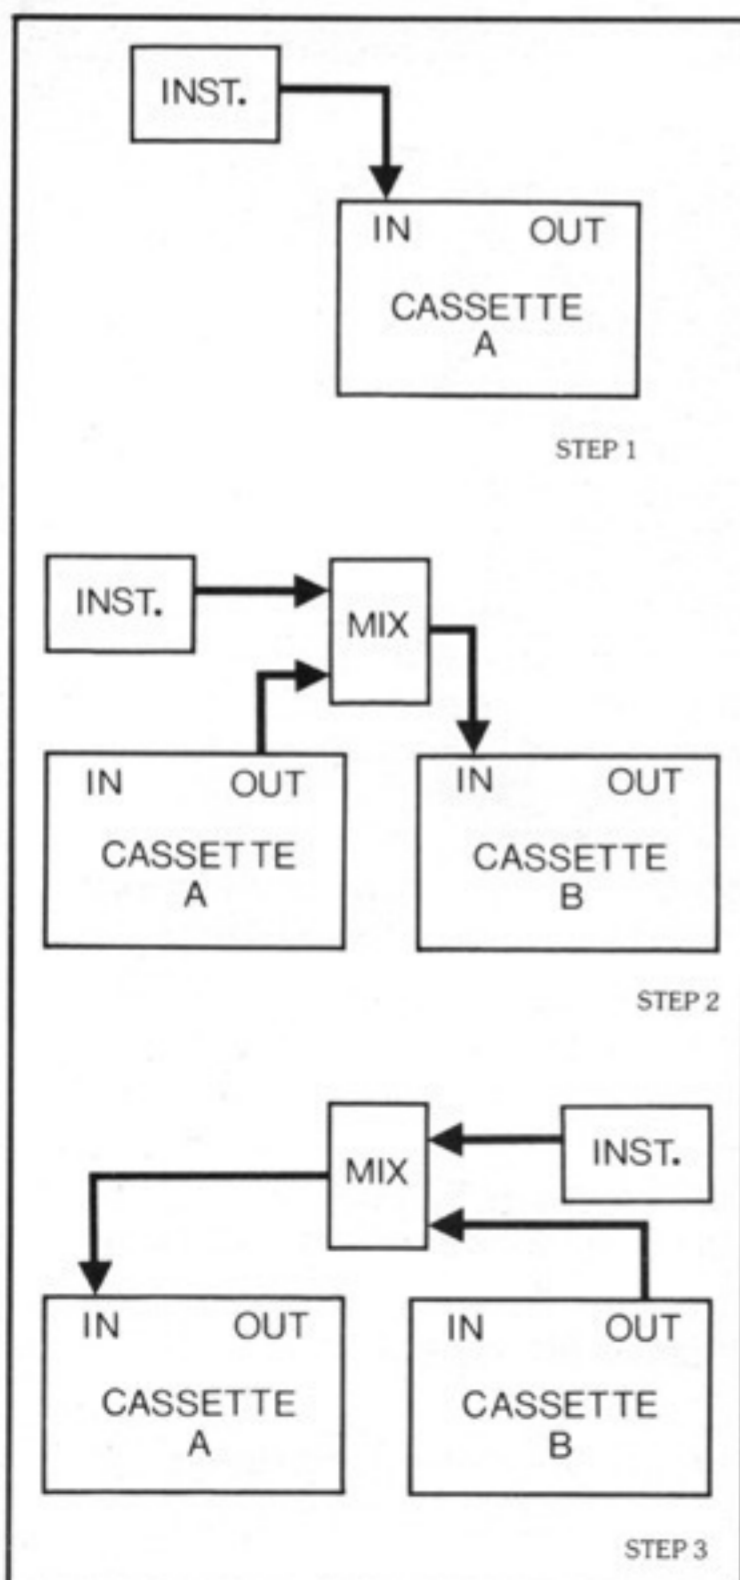 INST.
IN OUT
CASSETTE
A
STEP 1
INST.
MIX
IN OUT
CASSETTE
A
IN OUT
CASSETTE
B
STEP 2
MIX
INST.
IN OUT
CASSETTE
A
IN OUT
CASSETTE
B
STEP 3